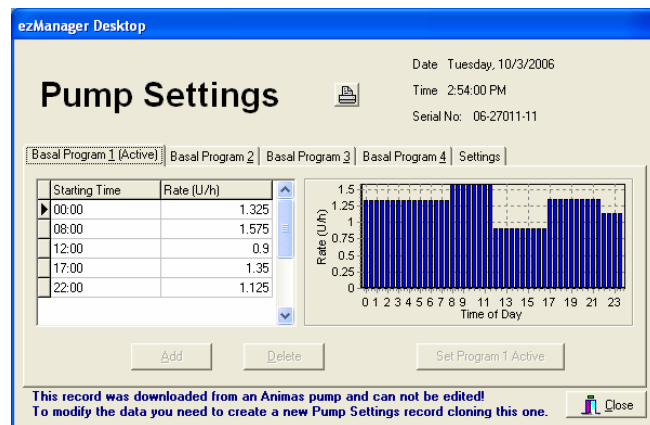 ezManager Desktop
Pump Settings
Date Tuesday, 10/3/2006
Time 2:54:00 PM
Serial No: 06-27011-11
Basal Program 1 (Active) Basal Program 2 Basal Program 3 Basal Program 4 Settings
Starting Time Rate (U/h)
00:00 1.325
08:00 1.575
12:00 0.9
17:00 1.35
22:00 1.125
Rate (U/h)
1.5
1.25
1
0.75
0.5
0.25
0
0 1 2 3 4 5 6 7 8 9 11 13 15 17 19 21 23
Time of Day
Add Delete Set Program 1 Active
This record was downloaded from an Animas pump and can not be edited!
To modify the data you need to create a new Pump Settings record cloning this one.
Close